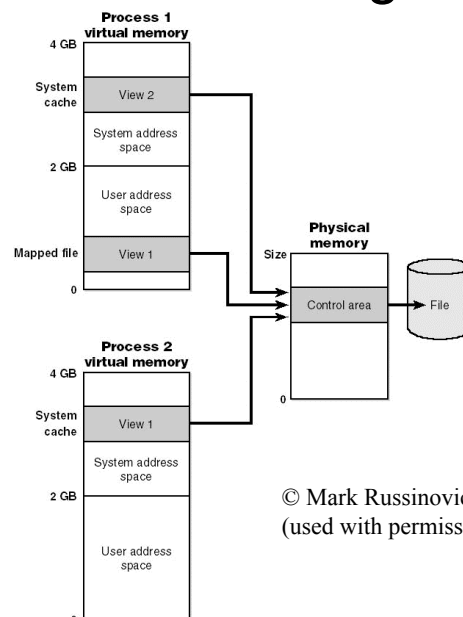 Process 1
virtual memory
4 GB
System
cache
View 2
System address
space
2 GB
User address
space
Mapped file
View 1
0
Physical
memory
Size
Control area
File
0
Process 2
virtual memory
4 GB
System
cache
View 1
System address
space
2 GB
User address
space
© Mark
(used with